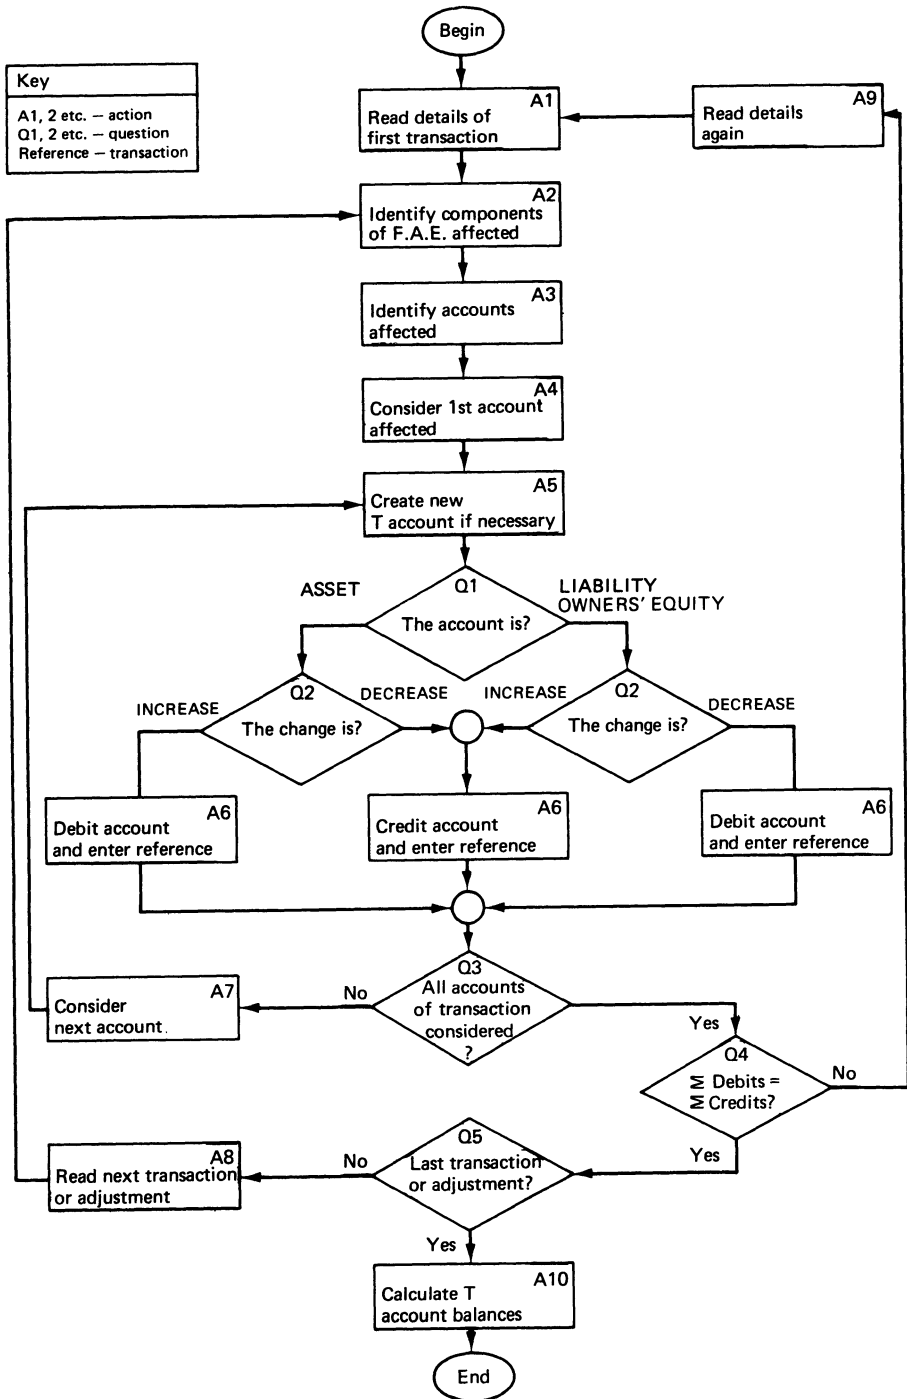 Begin
Key
A1, 2 etc. — action
Q1, 2 etc. — question
Reference — transaction
A1
Read details of
first transaction
A9
Read details
again
A2
Identify components
of F.A.E. affected
A3
Identify accounts
affected
A4
Consider 1st account
affected
A5
Create new
T account if necessary
Q1
The account is?
ASSET
LIABILITY
OWNERS' EQUITY
Q2
The change is?
INCREASE
DECREASE
Q2
The change is?
INCREASE
DECREASE
A6
Debit account
and enter reference
A6
Credit account
and enter reference
A6
Debit account
and enter reference
Q3
All accounts
of transaction
considered
?
No
Yes
A7
Consider
next account.
Q4
Σ Debits =
Σ Credits?
No
Yes
Q5
Last transaction
or adjustment?
No
Yes
A8
Read next transaction
or adjustment
A10
Calculate T
account balances
End